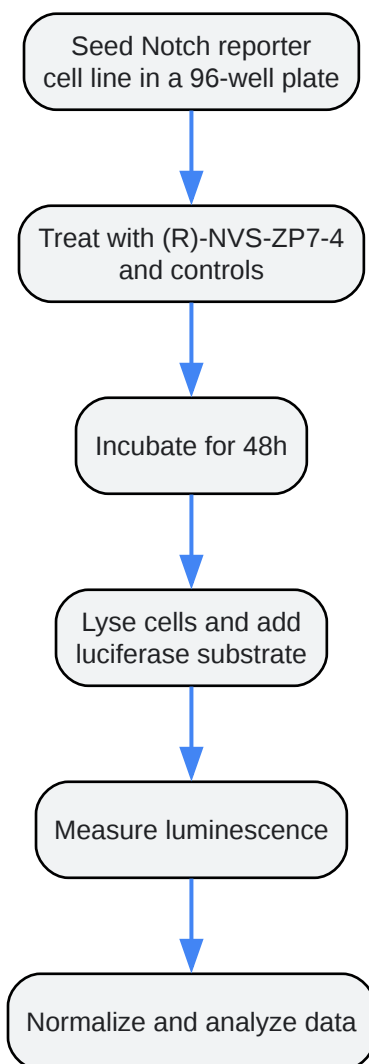 Seed Notch reporter
cell line in a 96-well plate
Treat with (R)-NVS-ZP7-4
and controls
Incubate for 48h
Lyse cells and add
luciferase substrate
Measure luminescence
Normalize and analyze data